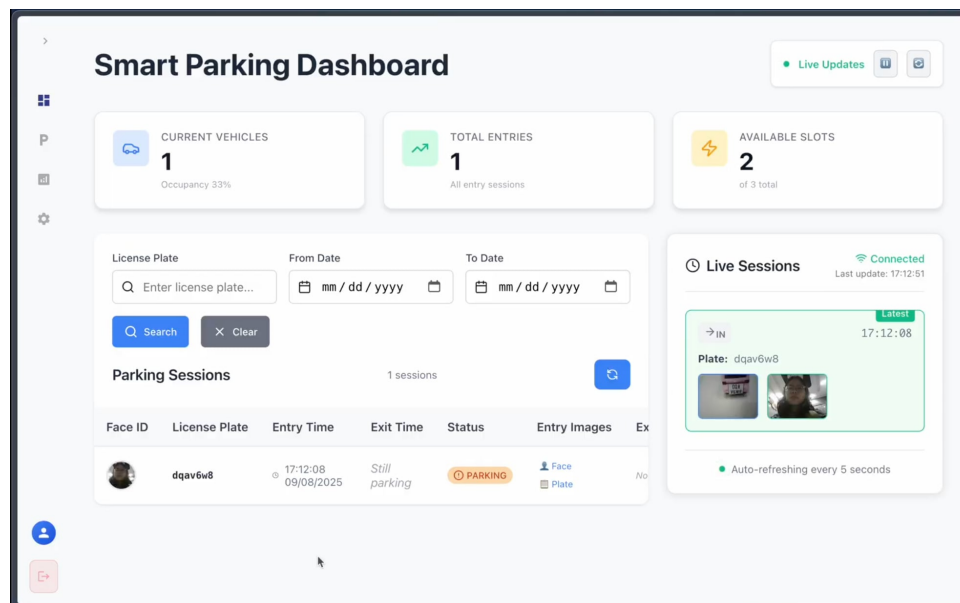 Smart Parking Dashboard
Live Updates
CURRENT VEHICLES
1
Occupancy 33%
TOTAL ENTRIES
1
All entry sessions
AVAILABLE SLOTS
2
of 3 total
P
License Plate
From Date
To Date
Enter license plate...
mm/dd/yyyy
mm/dd/yyyy
Search
Clear
Parking Sessions
1 sessions
Face ID
License Plate
Entry Time
Exit Time
Status
Entry Images
Ex
dqav6w8
17:12:08
09/08/2025
Still
parking
PARKING
Face
Plate
No
Live Sessions
Connected
Last update: 17:12:51
Latest
IN
17:12:08
Plate: dqav6w8
Auto-refreshing every 5 seconds